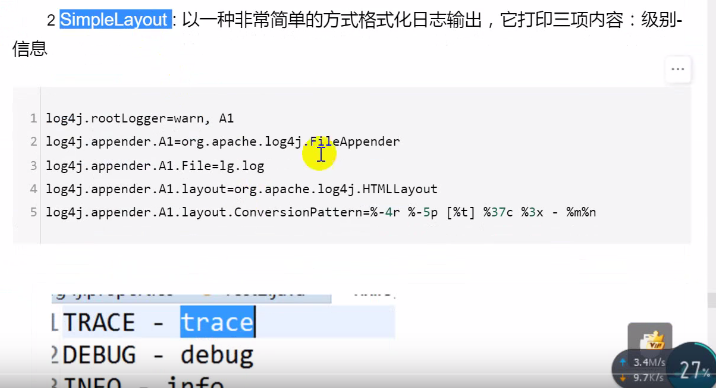 2 SimpleLayout : 以一种非常简单的方式格式化日志输出，它打印三项内容：级别-
信息
...
1 log4j.rootLogger=warn, A1
2 log4j.appender.A1=org.apache.log4j.FileAppender
3 log4j.appender.A1.File=lg.log
4 log4j.appender.A1.layout=org.apache.log4j.HTMLLayout
5 log4j.appender.A1.layout.ConversionPattern=%-4r %-5p [%t] %37c %3x - %m%n
1 TRACE - trace
2 DEBUG - debug
3 INFO - info
VIP
3.4M/s
9.7K/s
27%